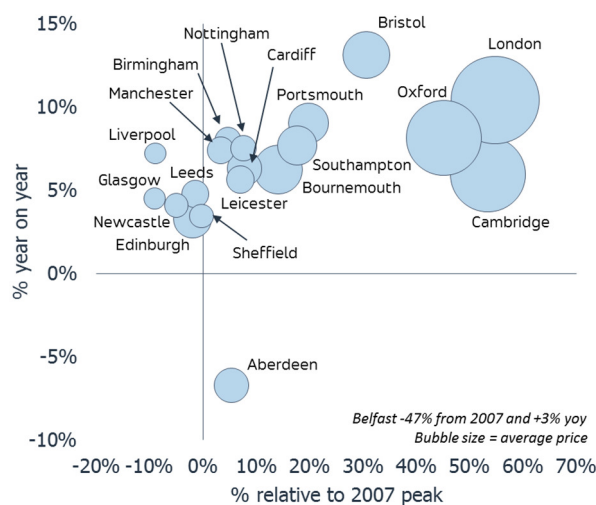 15%
Bristol
Nottingham
London
Cardiff
Birmingham
10%
Oxford
Portsmouth
Manchester
Liverpool
Southampton
Glasgow
Leeds
5%
Bournemouth
Leicester
Newcastle
Cambridge
Edinburgh
Sheffield
% year on year
0%
-5%
Aberdeen
Belfast -47% from 2007 and +3% yoy
Bubble size = average price
-10%
-20% -10% 0% 10% 20% 30% 40% 50% 60% 70%
% relative to 2007 peak